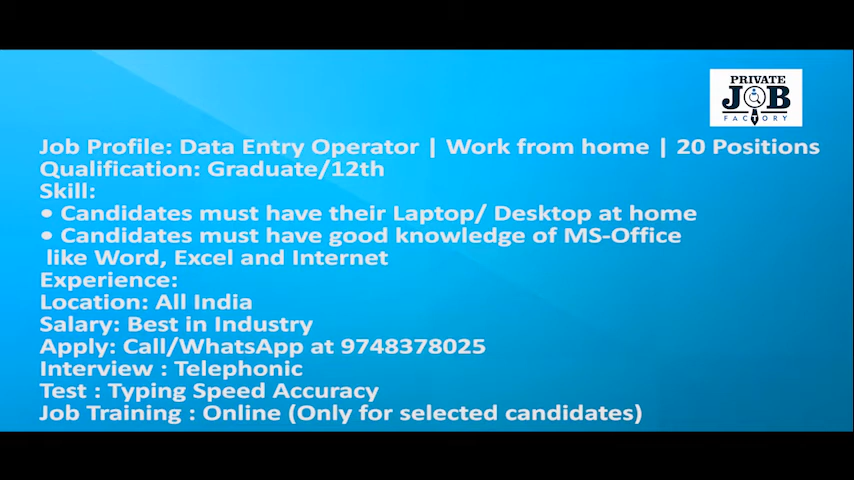 PRIVATE
JOB
FACTORY
Job Profile: Data Entry Operator | Work from home | 20 Positions
Qualification: Graduate/12th
Skill:
• Candidates must have their Laptop/ Desktop at home
• Candidates must have good knowledge of MS-Office
like Word, Excel and Internet
Experience:
Location: All India
Salary: Best in Industry
Apply: Call/WhatsApp at 9748378025
Interview : Telephonic
Test : Typing Speed Accuracy
Job Training : Online (Only for selected candidates)